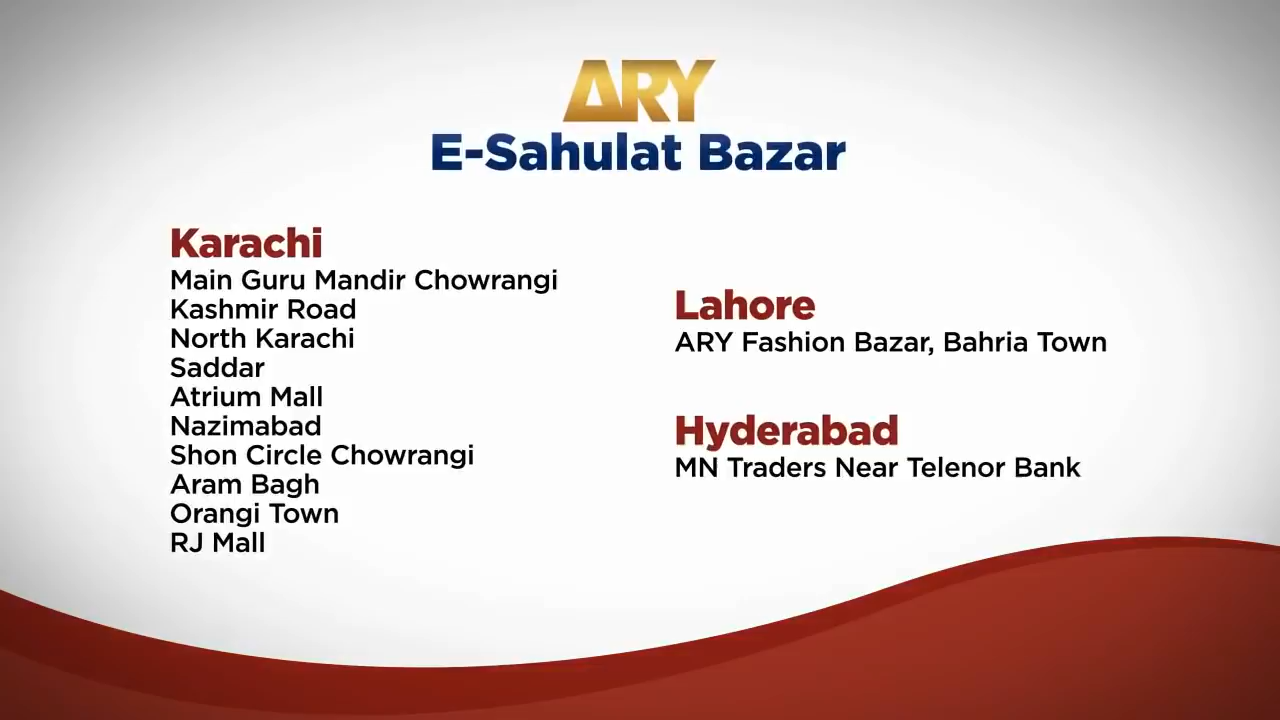 ARY
E-Sahulat Bazar
Karachi
Main Guru Mandir Chowrangi
Kashmir Road
North Karachi
Saddar
Atrium Mall
Nazimabad
Shon Circle Chowrangi
Aram Bagh
Orangi Town
RJ Mall
Lahore
ARY Fashion Bazar, Bahria Town
Hyderabad
MN Traders Near Telenor Bank